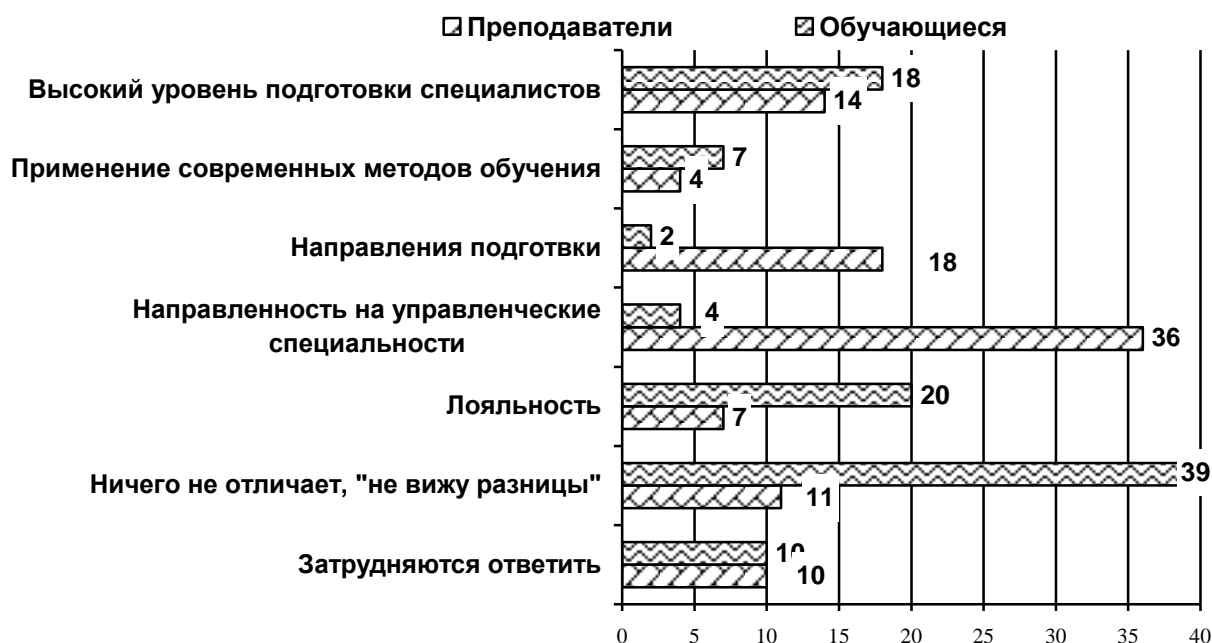 Преподаватели Обучающиеся
Высокий уровень подготовки специалистов
18
14
Применение современных методов обучения
7
4
Направления подготвки
2
18
Направленность на управленческие
специальности
4
36
Лояльность
20
7
Ничего не отличает, "не вижу разницы"
39
11
Затрудняются ответить
10
10
0 5 10 15 20 25 30 35 40